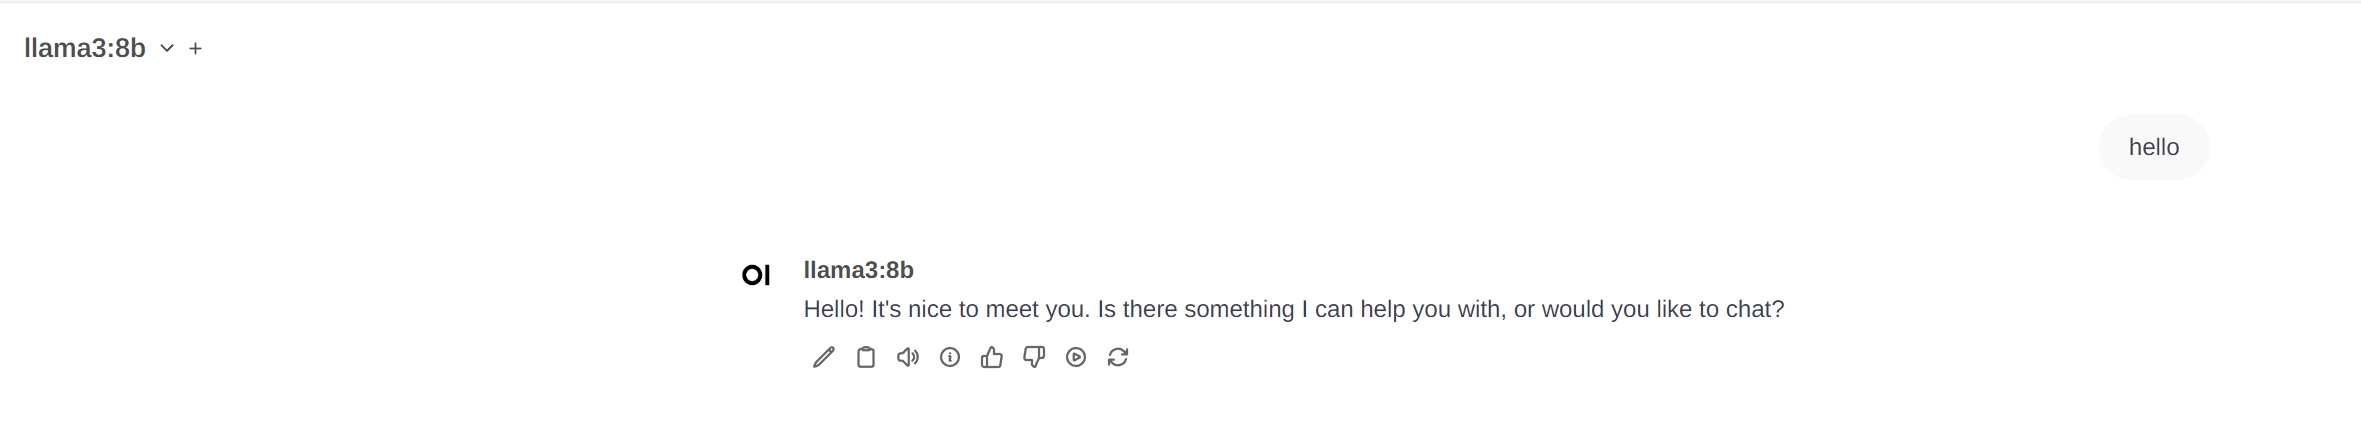 llama3:8b
hello
OI
llama3:8b
Hello! It's nice to meet you. Is there something I can help you with, or would you like to chat?